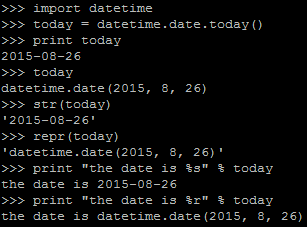 >>> import datetime
>>> today = datetime.date.today()
>>> print today
2015-08-26
>>> today
datetime.date(2015, 8, 26)
>>> str(today)
'2015-08-26'
>>> repr(today)
'datetime.date(2015, 8, 26)'
>>> print "the date is %s" % today
the date is 2015-08-26
>>> print "the date is %r" % today
the date is datetime.date(2015, 8, 26)